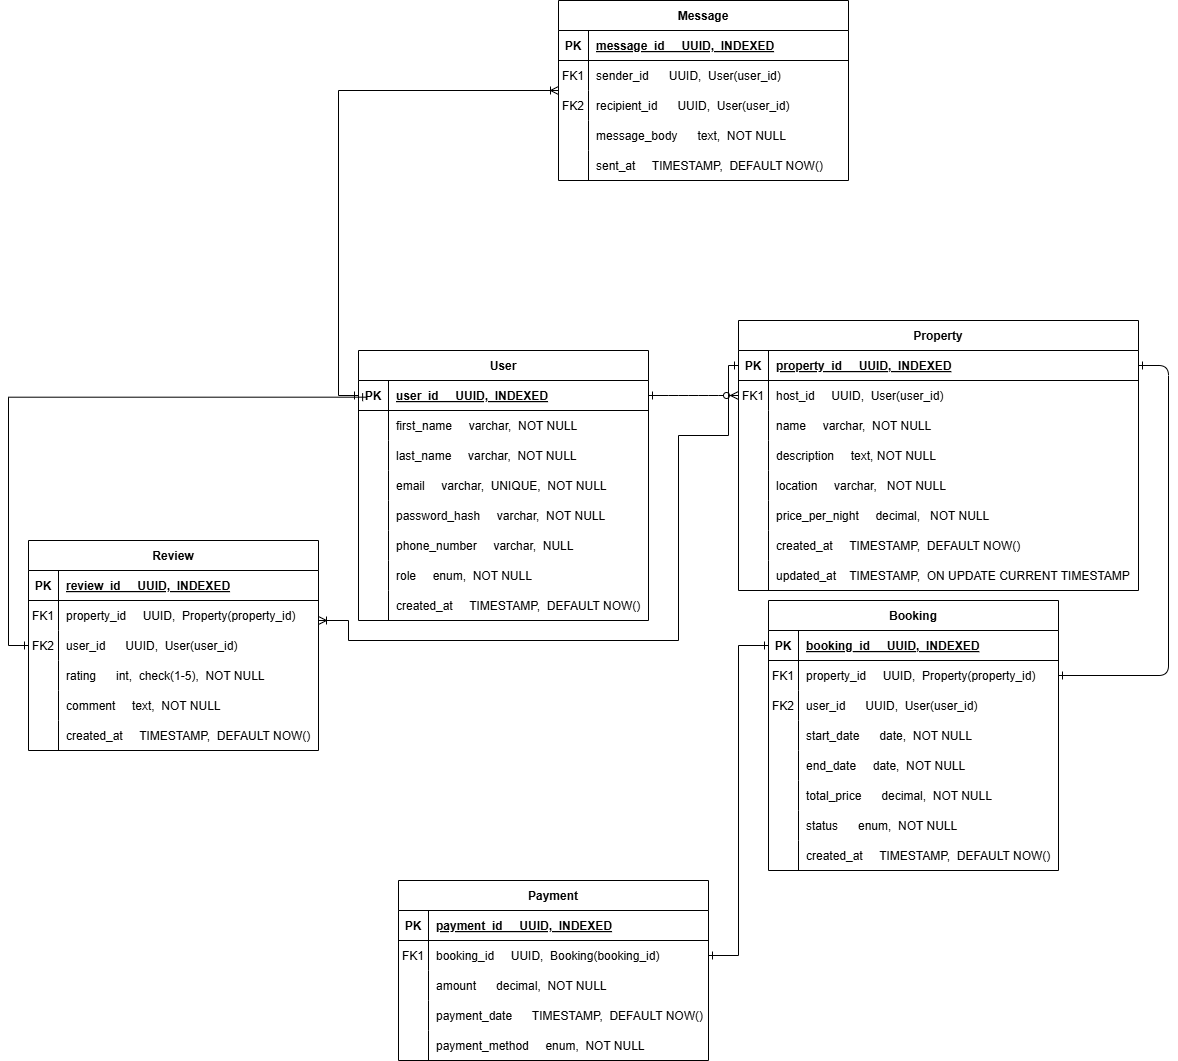 Message
PK message_id UUID, INDEXED
FK1 sender_id UUID, User(user_id)
FK2 recipient_id UUID, User(user_id)
message_body text, NOT NULL
sent_at TIMESTAMP, DEFAULT NOW()
Property
PK property_id UUID, INDEXED
FK1 host_id UUID, User(user_id)
name varchar, NOT NULL
description text, NOT NULL
location varchar, NOT NULL
price_per_night decimal, NOT NULL
created_at TIMESTAMP, DEFAULT NOW()
updated_at TIMESTAMP, ON UPDATE CURRENT TIMESTAMP
User
PK user_id UUID, INDEXED
first_name varchar, NOT NULL
last_name varchar, NOT NULL
email varchar, UNIQUE, NOT NULL
password_hash varchar, NOT NULL
phone_number varchar, NULL
role enum, NOT NULL
created_at TIMESTAMP, DEFAULT NOW()
Review
PK review_id UUID, INDEXED
FK1 property_id UUID, Property(property_id)
FK2 user_id UUID, User(user_id)
rating int, check(1-5), NOT NULL
comment text, NOT NULL
created_at TIMESTAMP, DEFAULT NOW()
Booking
PK booking_id UUID, INDEXED
FK1 property_id UUID, Property(property_id)
FK2 user_id UUID, User(user_id)
start_date date, NOT NULL
end_date date, NOT NULL
total_price decimal, NOT NULL
status enum, NOT NULL
created_at TIMESTAMP, DEFAULT NOW()
Payment
PK payment_id UUID, INDEXED
FK1 booking_id UUID, Booking(booking_id)
amount decimal, NOT NULL
payment_date TIMESTAMP, DEFAULT NOW()
payment_method enum, NOT NULL